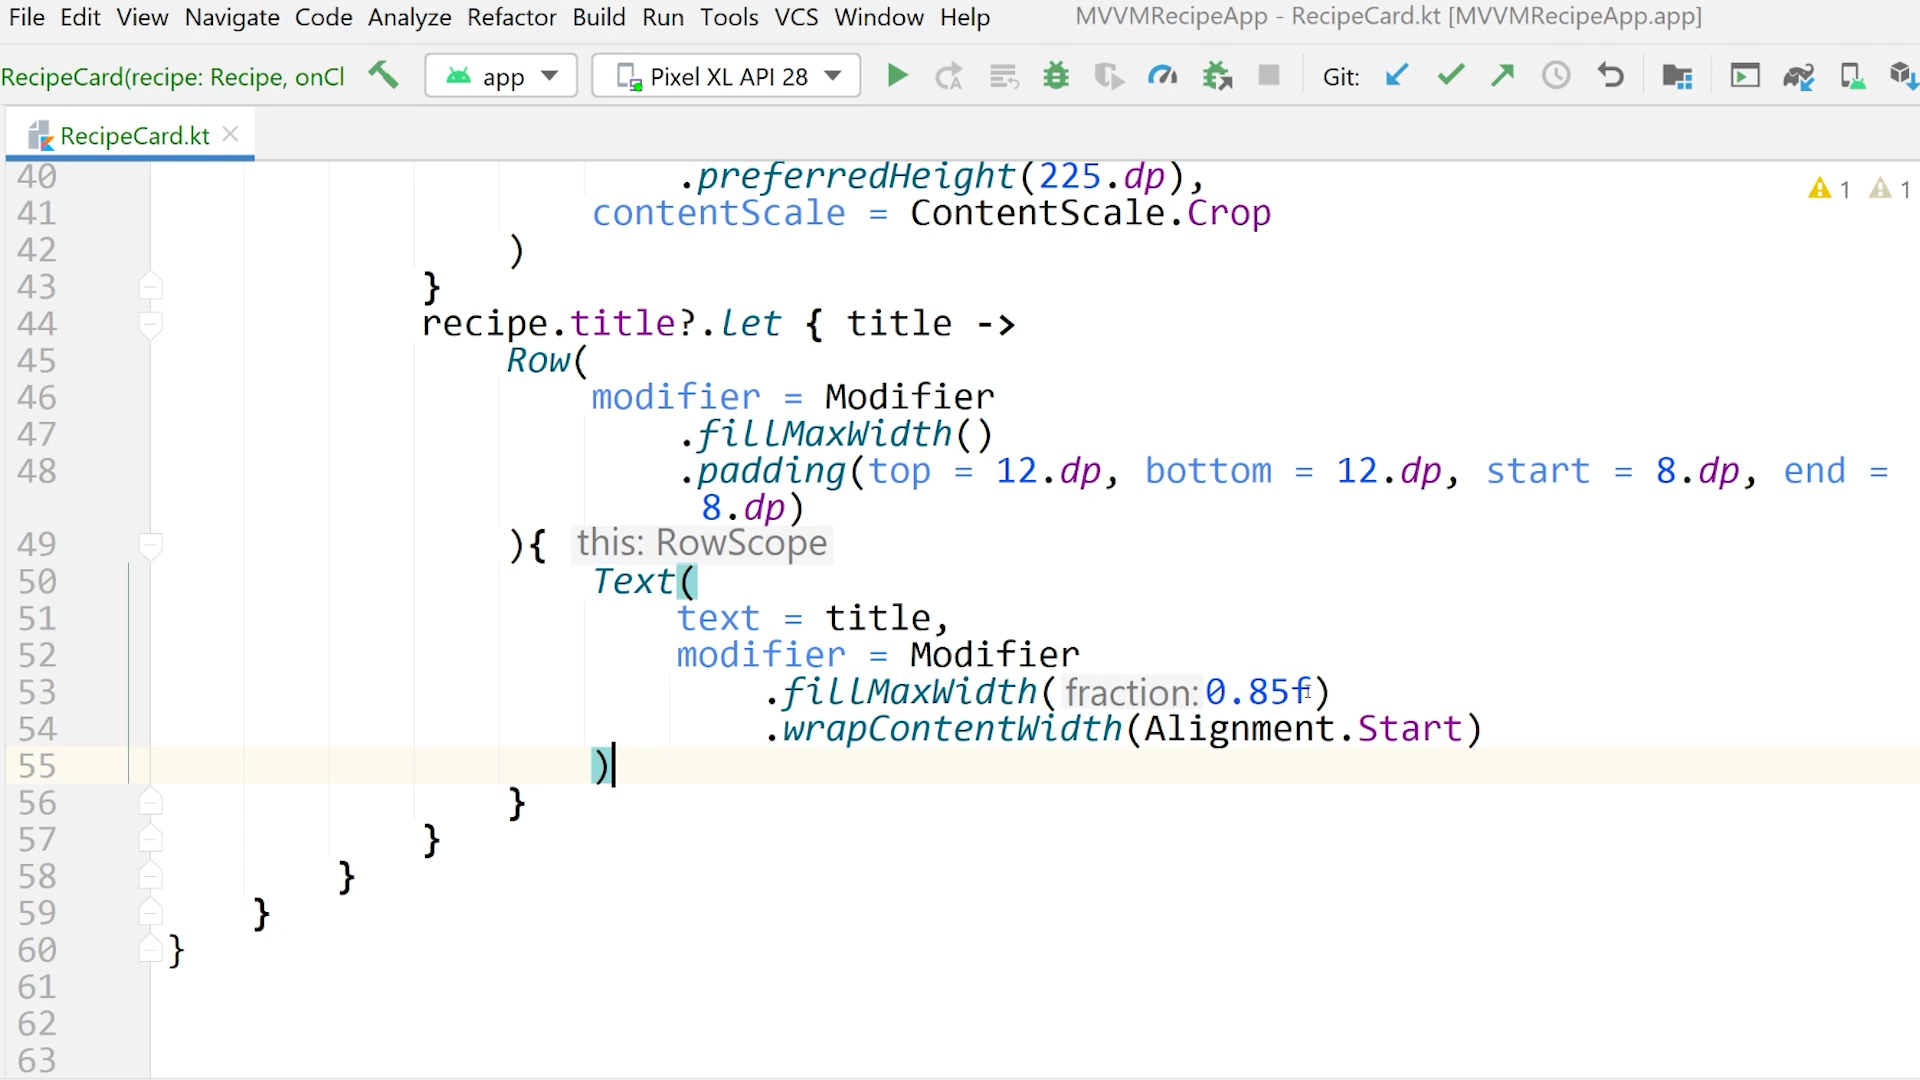 File Edit View Navigate Code Analyze Refactor Build Run Tools VCS Window Help MVVMRecipeApp - RecipeCard.kt [MVVMRecipeApp.app]
RecipeCard(recipe: Recipe, onCl app Pixel XL API 28 Git:
RecipeCard.kt
40 .preferredHeight(225.dp),
1 1
41 contentScale = ContentScale.Crop
42 )
43 }
44 recipe.title?.let { title ->
45 Row(
46 modifier = Modifier
47 .fillMaxWidth()
48 .padding(top = 12.dp, bottom = 12.dp, start = 8.dp, end =
8.dp)
49 ){ this: RowScope
50 Text(
51 text = title,
52 modifier = Modifier
53 .fillMaxWidth( fraction: 0.85f)
54 .wrapContentWidth(Alignment.Start)
55 )
56 }
57 }
58 }
59 }
60 }
61
62
63